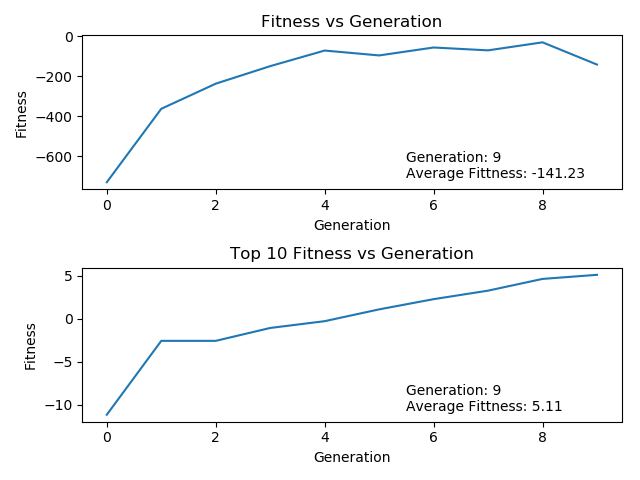 Fitness vs Generation
0
−200
−400
−600
Fitness
Generation: 9
Average Fittness: -141.23
0 2 4 6 8
Generation
Top 10 Fitness vs Generation
5
0
−5
−10
Fitness
Generation: 9
Average Fittness: 5.11
0 2 4 6 8
Generation